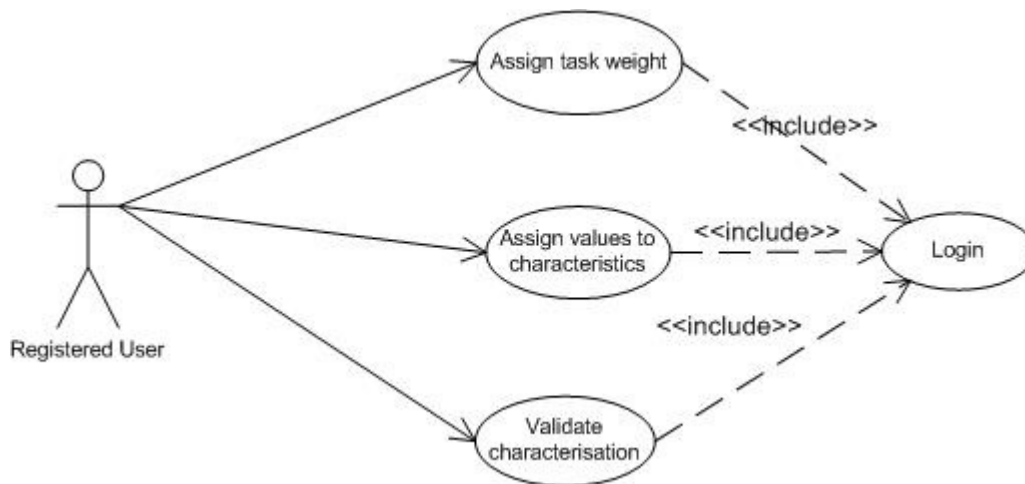 Assign task weight
<<include>>
Assign values to
characteristics
<<include>>
Login
<<include>>
Registered User
Validate
characterisation